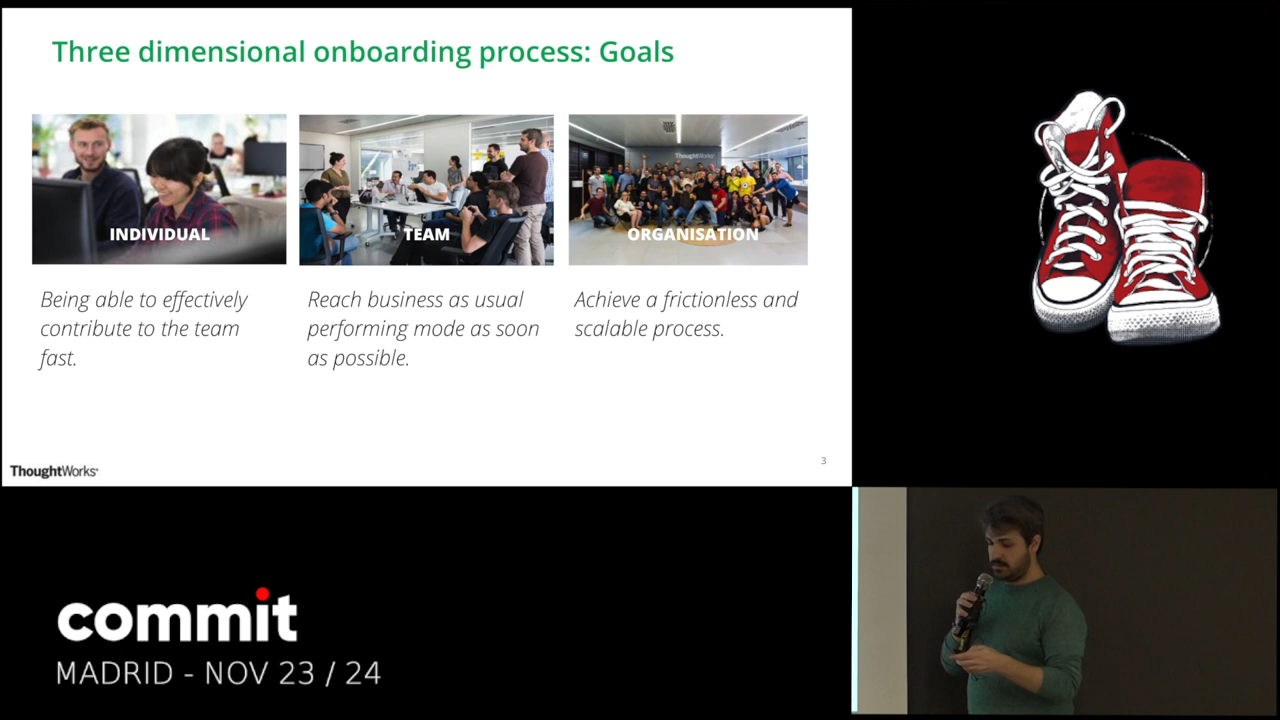 Three dimensional onboarding process: Goals
ThoughtWorks
INDIVIDUAL
TEAM
ORGANISATION
Being able to effectively
contribute to the team
fast.
Reach business as usual
performing mode as soon
as possible.
Achieve a frictionless and
scalable process.
ThoughtWorks
3
commit
MADRID - NOV 23 / 24